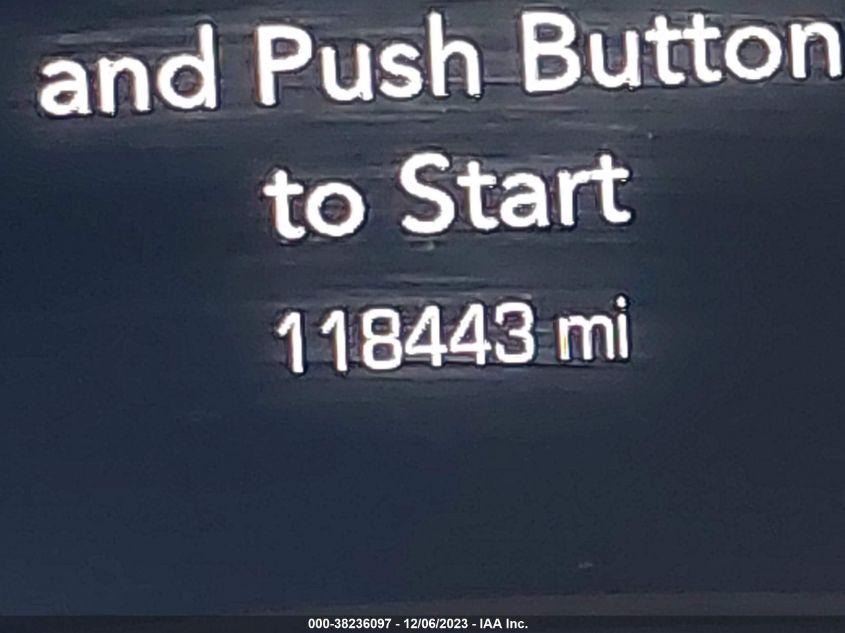 and Push Button
to Start
118443 mi
000-38236097 - 12/06/2023 - IAA Inc.